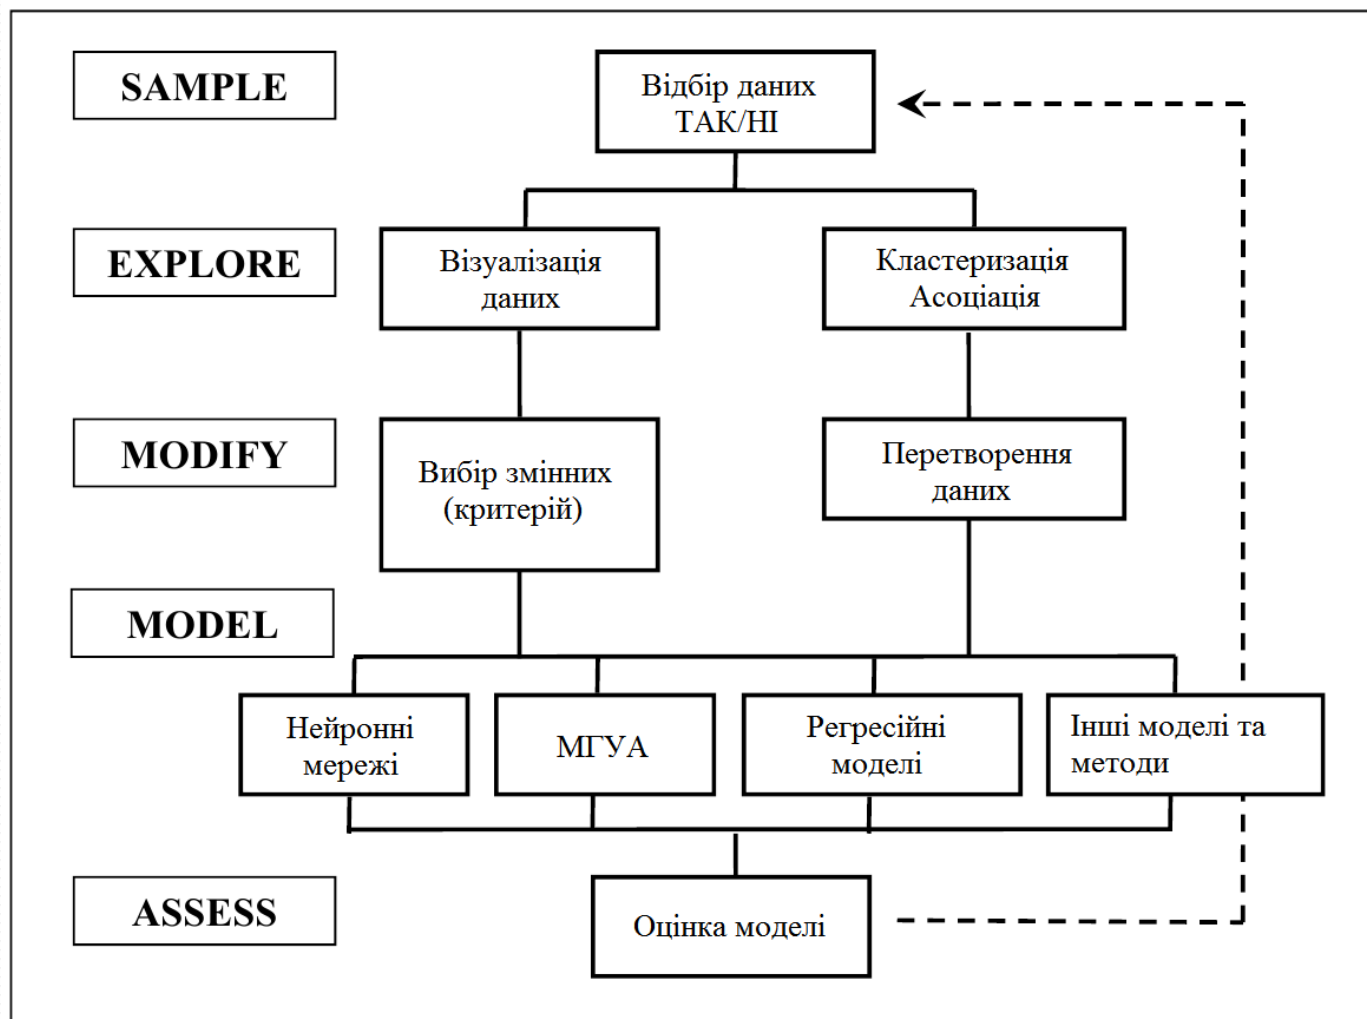 SAMPLE
Відбір даних
ТАК/НІ
EXPLORE
Візуалізація
даних
Кластеризація
Асоціація
MODIFY
Вибір змінних
(критерій)
Перетворення
даних
MODEL
Нейронні
мережі
МГУА
Регресійні
моделі
Інші моделі та
методи
ASSESS
Оцінка моделі